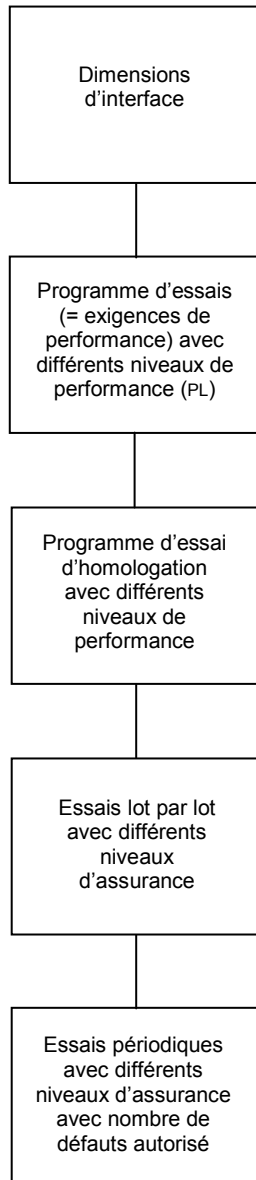 Dimensions
d'interface
Programme d'essais
(= exigences de
performance) avec
différents niveaux de
performance (PL)
Programme d'essai
d'homologation
avec différents
niveaux de
performance
Essais lot par lot
avec différents
niveaux
d'assurance
Essais périodiques
avec différents
niveaux d'assurance
avec nombre de
défauts autorisé